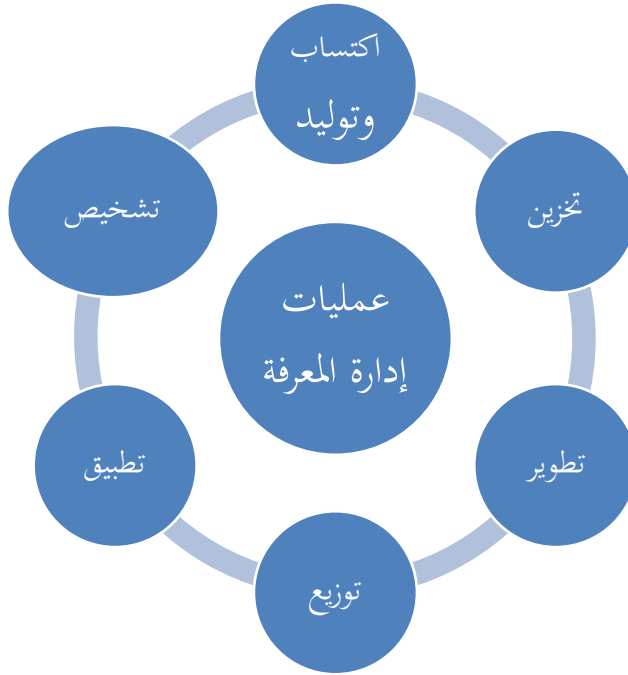 اكتساب
وتوليد
تخزين
تشخيص
عمليات
إدارة المعرفة
تطوير
تطبيق
توزيع